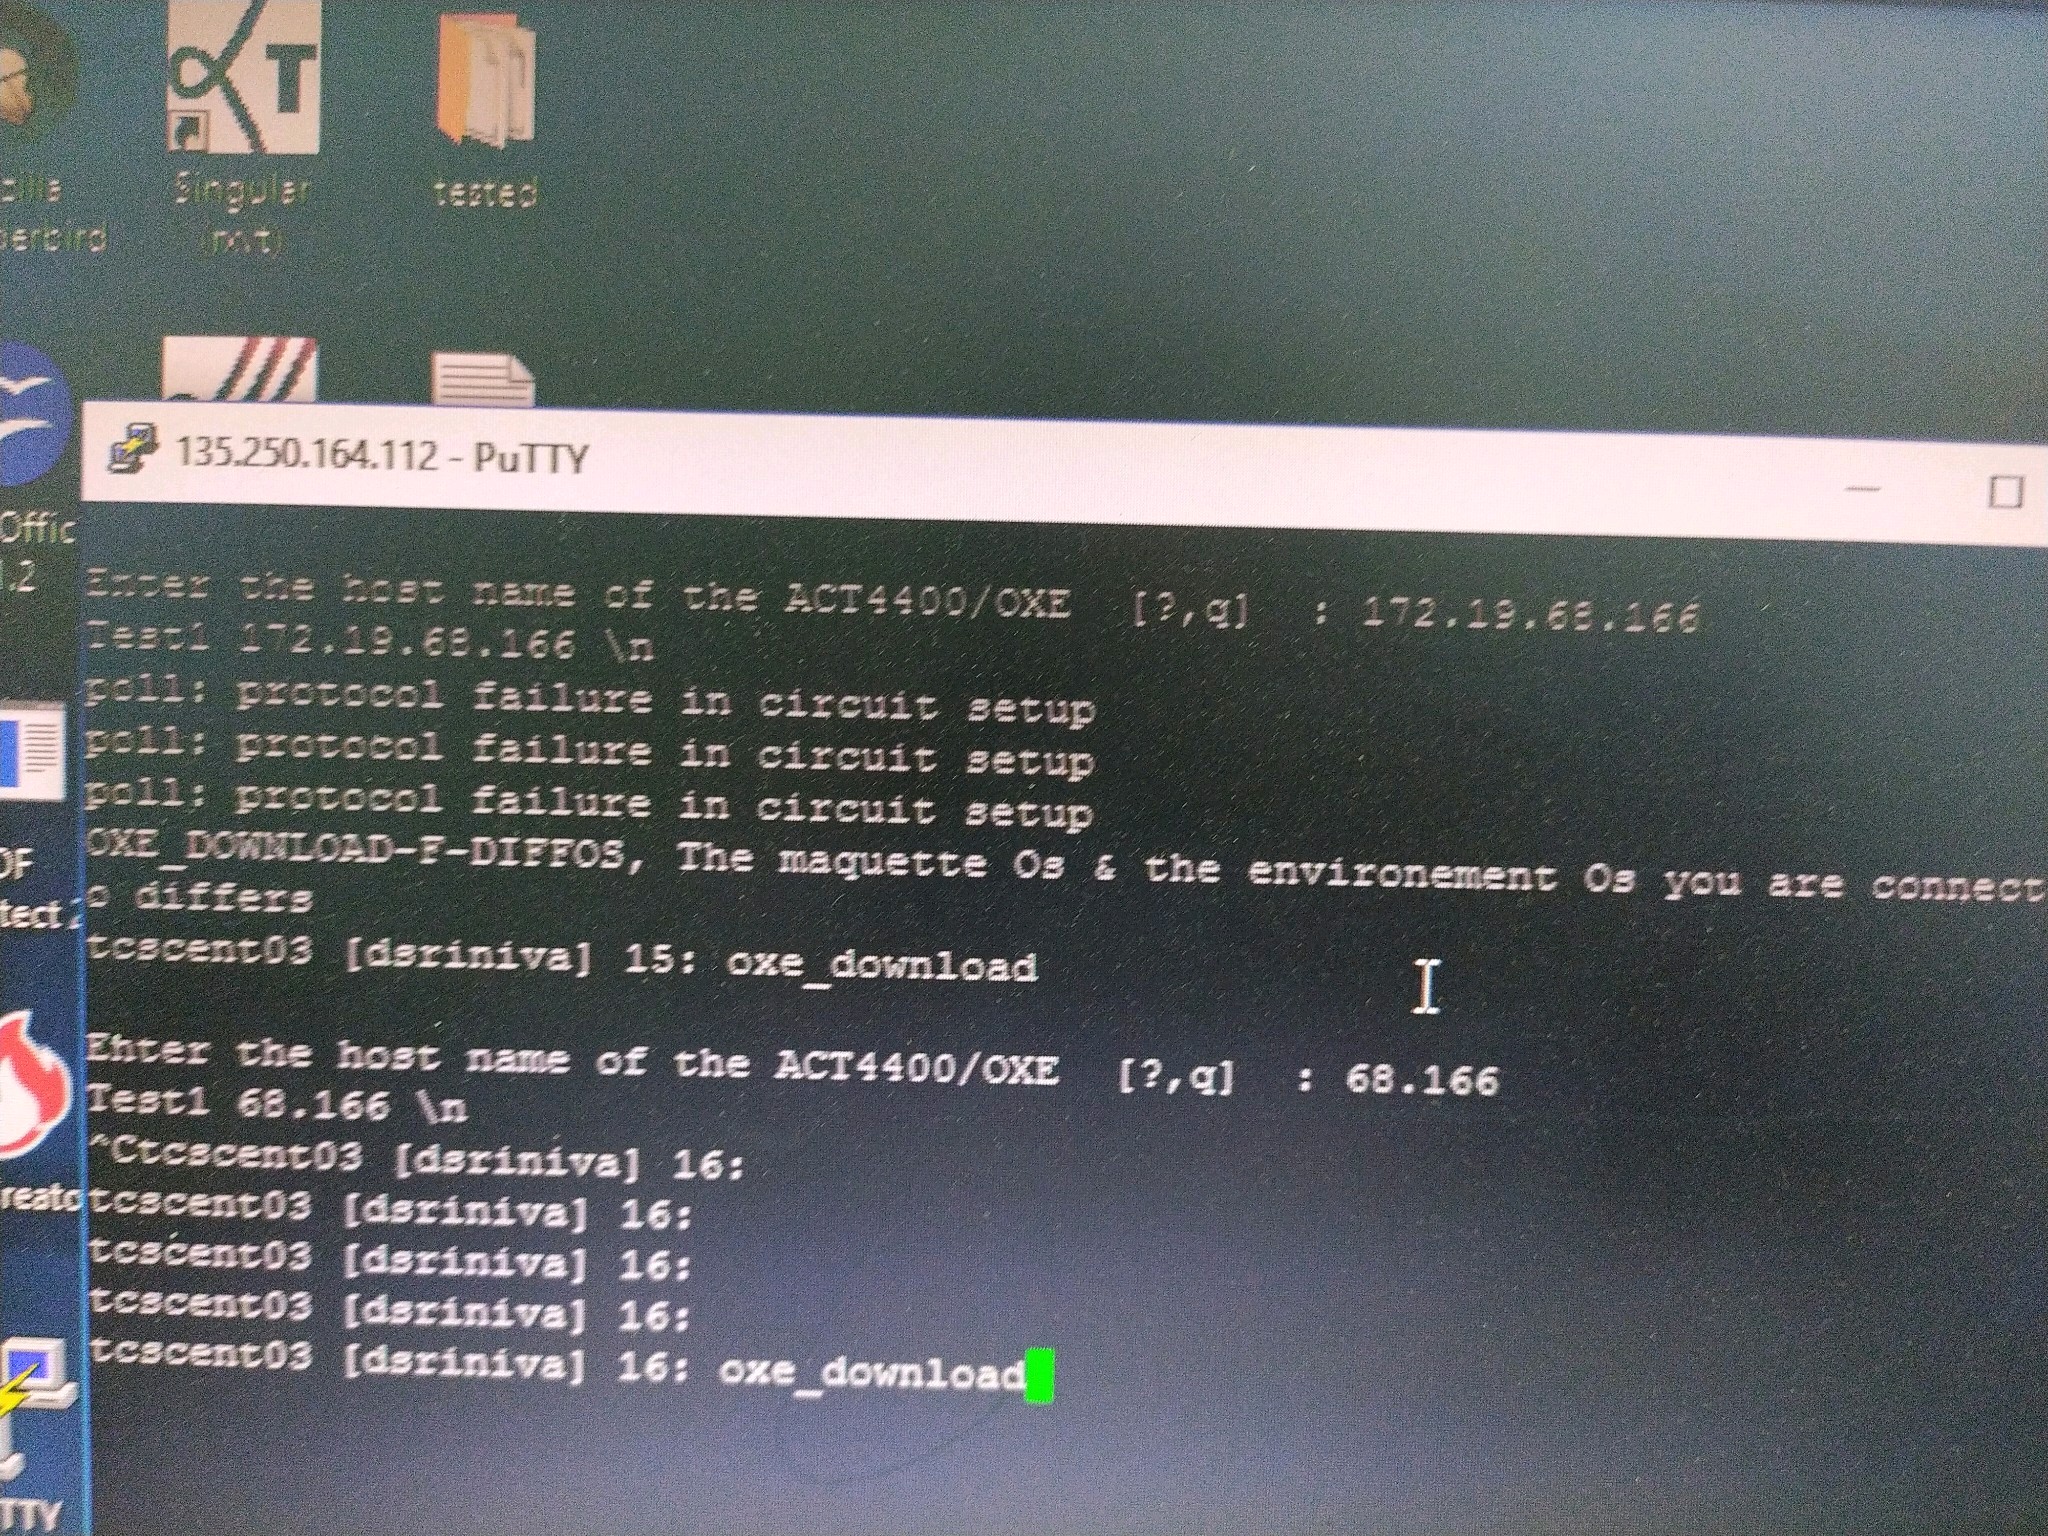 Singular
tested
erbird
135.250.164.112 - PuTTY
Offic
Enter the host name of the ACT4400/OXE [?,q] : 172.19.68.166
Test1 172.19.68.166 \n
poll: protocol failure in circuit setup
poll: protocol failure in circuit setup
poll: protocol failure in circuit setup
OXE_DOWNLOAD-F-DIFFOS, The maquette Os & the environement Os you are connect
o differs
tcscent03 [dsriniva] 15: oxe_download
Enter the host name of the ACT4400/OXE [?,q] : 68.166
Test1 68.166 \n
^Ctcscent03 [dsriniva] 16:
tcscent03 [dsriniva] 16:
tcscent03 [dsriniva] 16:
tcscent03 [dsriniva] 16:
tcscent03 [dsriniva] 16: oxe_download
TTY